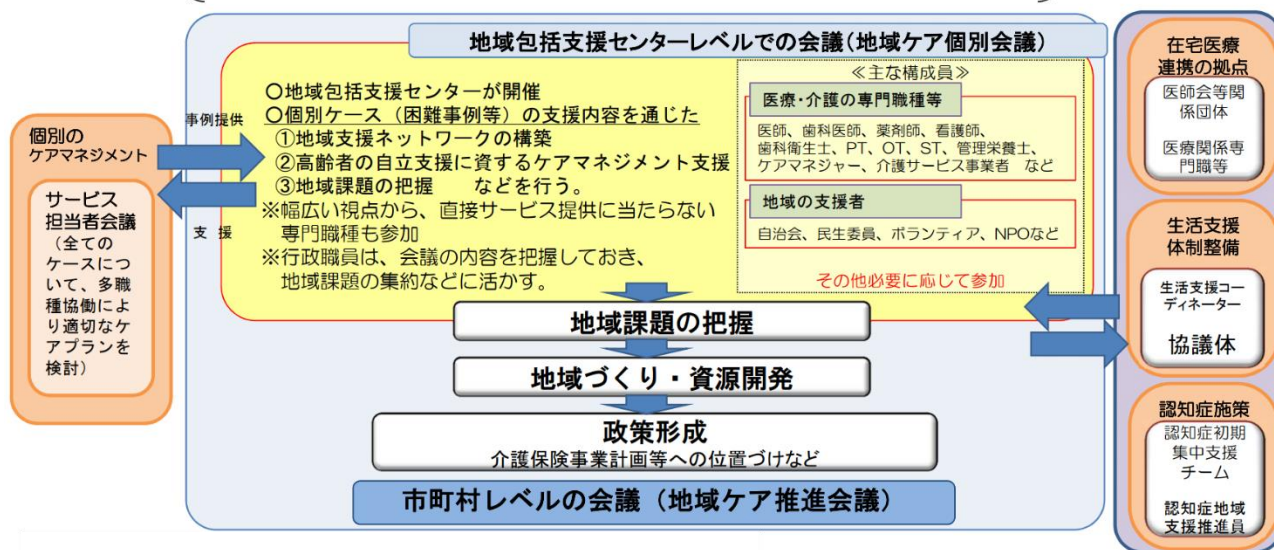 地域包括支援センターレベルでの会議（地域ケア個別会議）
個別の
ケアマネジメント
サービス
担当者会議
（全ての
ケースにつ
いて、多職
種協働によ
り適切なケ
アプランを
検討）
事例提供
支　援
〇地域包括支援センターが開催
〇個別ケース（困難事例等）の支援内容を通じた
①地域支援ネットワークの構築
②高齢者の自立支援に資するケアマネジメント支援
③地域課題の把握　　などを行う。
※幅広い視点から、直接サービス提供に当たらない
専門職種も参加
※行政職員は、会議の内容を把握しておき、
地域課題の集約などに活かす。
≪主な構成員≫
医療・介護の専門職種等
医師、歯科医師、薬剤師、看護師、
歯科衛生士、PT、OT、ST、管理栄養士、
ケアマネジャー、介護サービス事業者　など
地域の支援者
自治会、民生委員、ボランティア、NPOなど
その他必要に応じて参加
地域課題の把握
地域づくり・資源開発
政策形成
介護保険事業計画等への位置づけなど
市町村レベルの会議（地域ケア推進会議）
在宅医療
連携の拠点
医師会等関
係団体
医療関係専
門職等
生活支援
体制整備
生活支援コー
ディネーター
協議体
認知症施策
認知症初期
集中支援
チーム
認知症地域
支援推進員